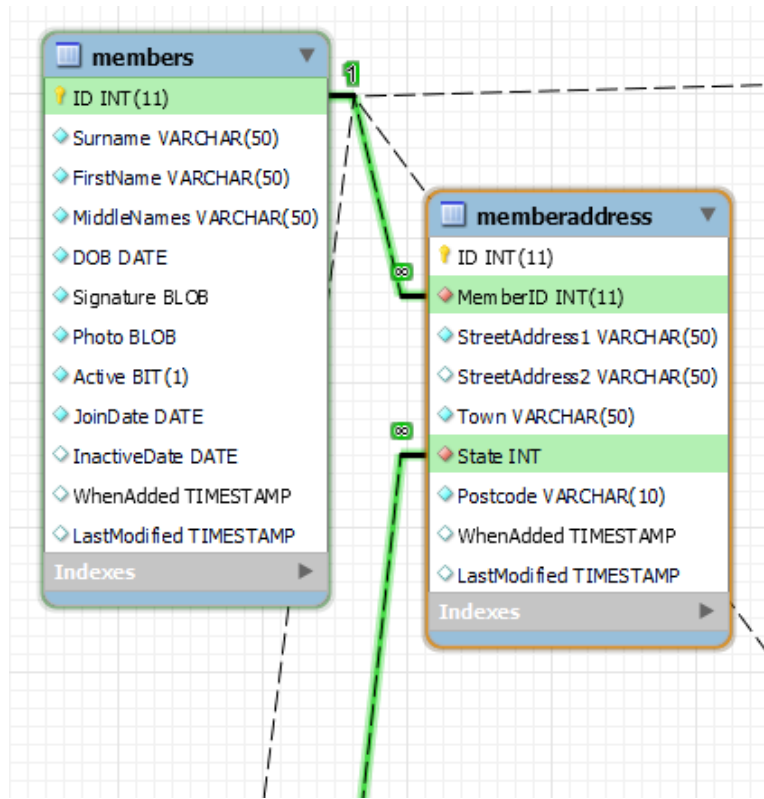 members
1
ID INT(11)
Surname VARCHAR(50)
FirstName VARCHAR(50)
MiddleNames VARCHAR(50)
DOB DATE
Signature BLOB
Photo BLOB
Active BIT(1)
JoinDate DATE
InactiveDate DATE
WhenAdded TIMESTAMP
LastModified TIMESTAMP
Indexes
memberaddress
ID INT(11)
∞
MemberID INT(11)
StreetAddress1 VARCHAR(50)
StreetAddress2 VARCHAR(50)
Town VARCHAR(50)
∞
State INT
Postcode VARCHAR(10)
WhenAdded TIMESTAMP
LastModified TIMESTAMP
Indexes